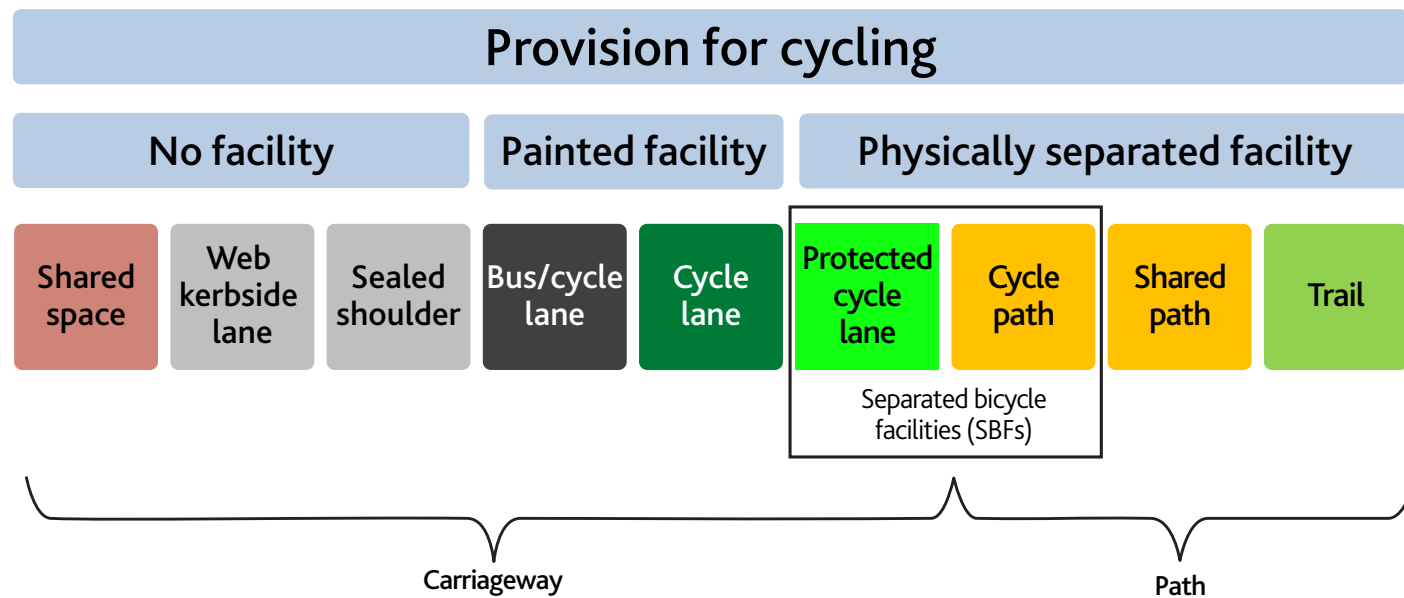 Provision for cycling
No facility
Painted facility
Physically separated facility
Shared
space
Web
kerbside
lane
Sealed
shoulder
Bus/cycle
lane
Cycle
lane
Protected
cycle
lane
Cycle
path
Shared
path
Trail
Separated bicycle
facilities (SBFs)
Carriageway
Path